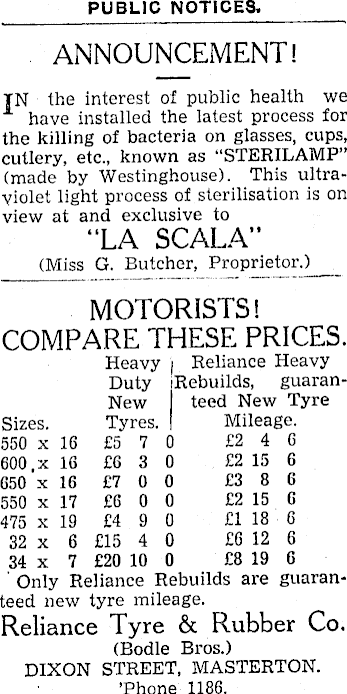 PUBLIC NOTICES.
ANNOUNCEMENT!
IN the interest of public health we
have installed the latest process for
the killing of bacteria on glasses, cups,
cutlery, etc., known as "STERILAMP"
(made by Westinghouse). This ultra-
violet light process of sterilisation is on
view at and exclusive to
"LA SCALA"
(Miss G. Butcher, Proprietor.)
MOTORISTS!
COMPARE THESE PRICES.
Heavy Reliance Heavy
Duty Rebuilds, guaran-
New teed New Tyre
Sizes. Tyres. Mileage.
550 x 16 £5 7 0 £2 4 6
600 x 16 £6 3 0 £2 15 6
650 x 16 £7 0 0 £3 8 6
550 x 17 £6 0 0 £2 15 6
475 x 19 £4 9 0 £1 18 6
32 x 6 £15 4 0 £6 12 6
34 x 7 £20 10 0 £8 19 6
Only Reliance Rebuilds are guaran-
teed new tyre mileage.
Reliance Tyre & Rubber Co.
(Bodle Bros.)
DIXON STREET, MASTERTON.
'Phone 1186.